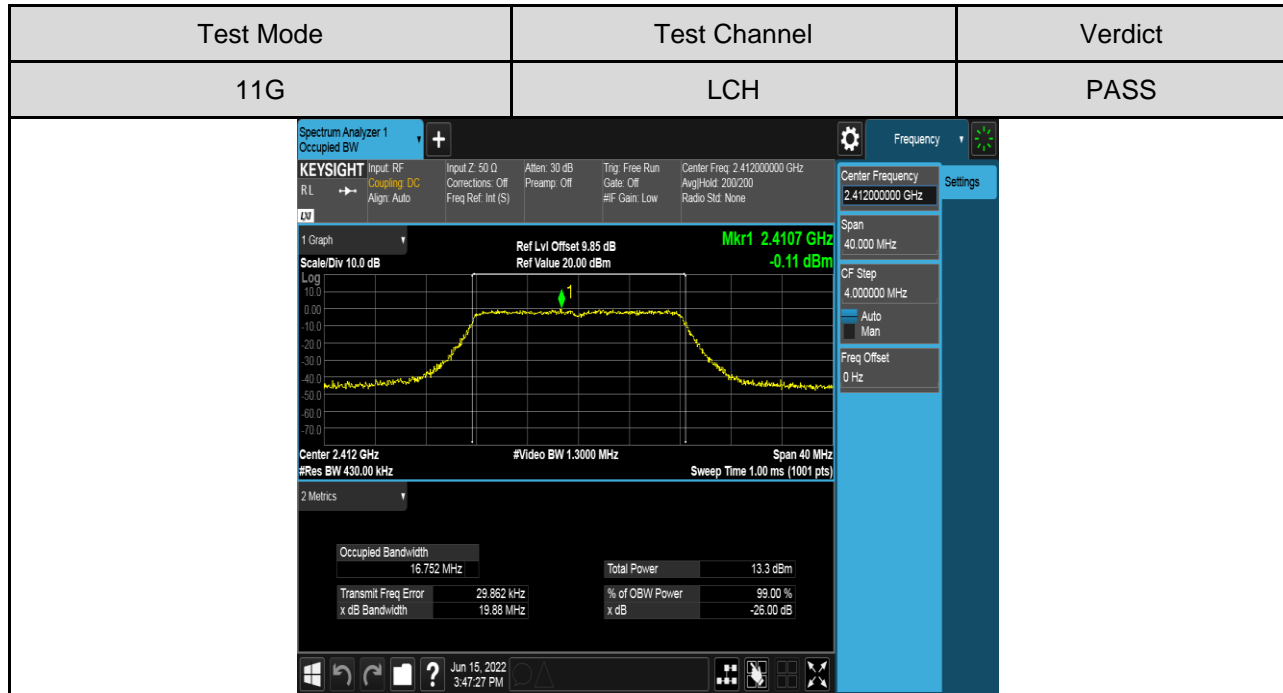 Test Mode Test Channel Verdict
11G LCH PASS
Spectrum Analyzer 1
Occupied BW
+
Frequency
KEYSIGHT Input: RF Input Z: 50 Ω Atten: 30 dB Trig: Free Run Center Freq: 2.412000000 GHz
RL Coupling: DC Corrections: Off Preamp: Off Gate: Off Avg|Hold: 200/200
Align: Auto Freq Ref: Int (S) #IF Gain: Low Radio Std: None
LXI
Center Frequency
2.412000000 GHz
Settings
Span
40.000 MHz
CF Step
4.000000 MHz
Auto
Man
Freq Offset
0 Hz
1 Graph
Ref Lvl Offset 9.85 dB Mkr1 2.4107 GHz
Scale/Div 10.0 dB Ref Value 20.00 dBm -0.11 dBm
Log
10.0
0.00
-10.0
-20.0
-30.0
-40.0
-50.0
-60.0
-70.0
1
Center 2.412 GHz #Video BW 1.3000 MHz Span 40 MHz
#Res BW 430.00 kHz Sweep Time 1.00 ms (1001 pts)
2 Metrics
Occupied Bandwidth
16.752 MHz Total Power 13.3 dBm
Transmit Freq Error 29.862 kHz % of OBW Power 99.00 %
x dB Bandwidth 19.88 MHz x dB -26.00 dB
? Jun 15, 2022
3:47:27 PM